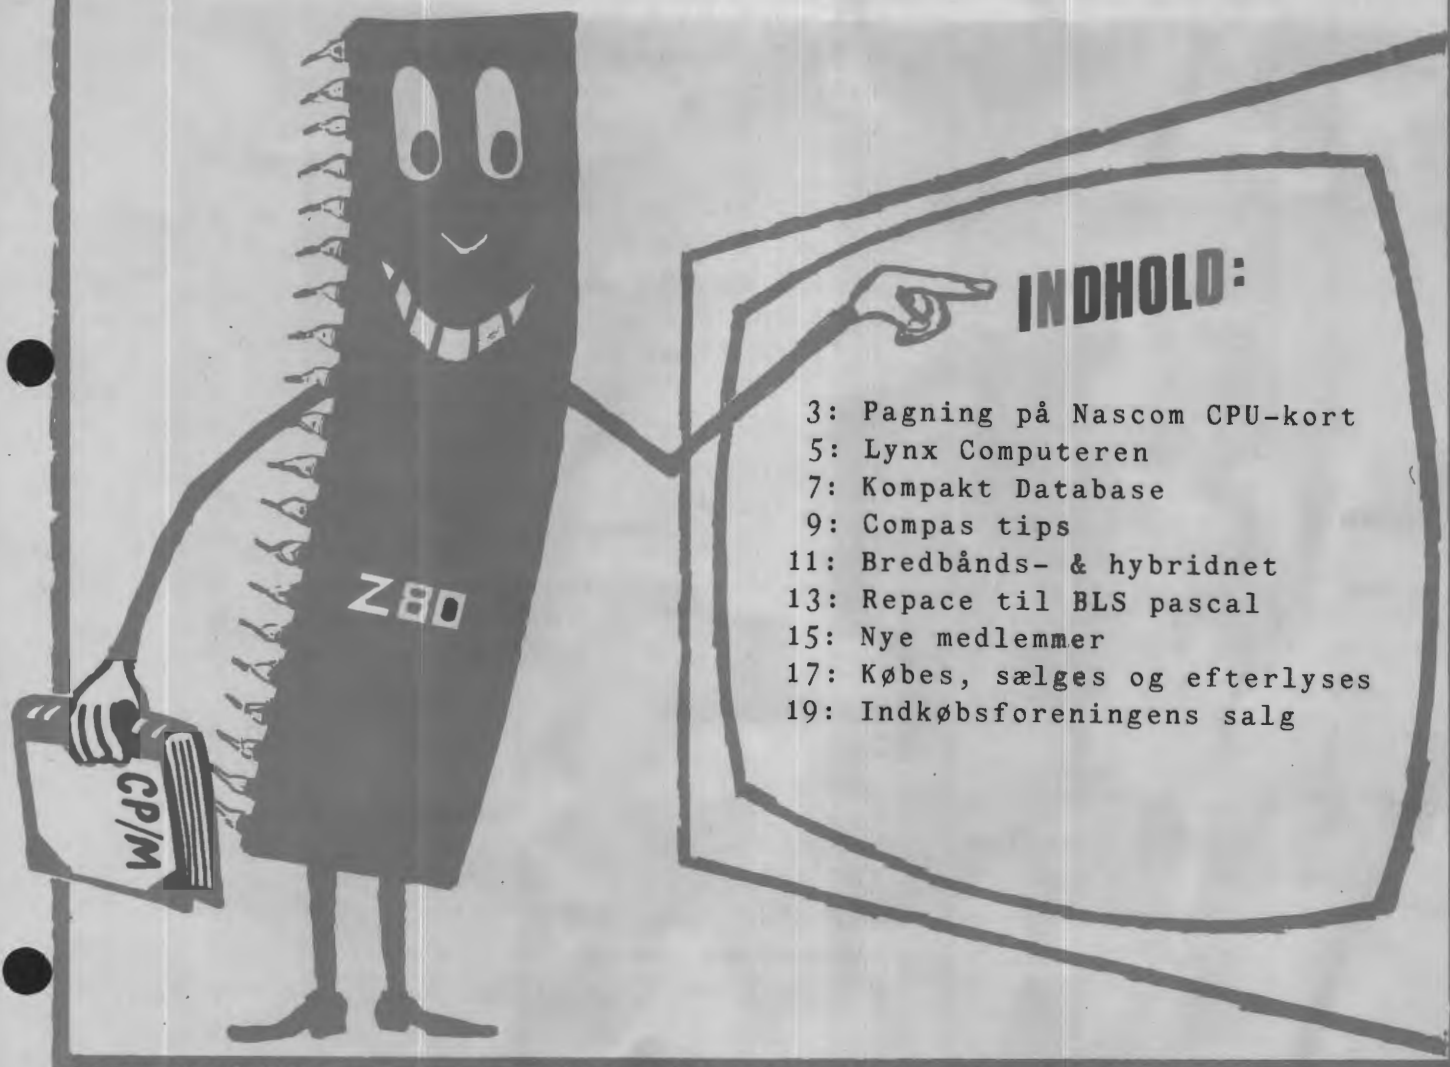 INDHOLD:
3: Pagning på Nascom CPU-kort
5: Lynx Computeren
7: Kompakt Database
9: Compas tips
11: Bredbånds- & hybridnet
13: Repace til BLS pascal
15: Nye medlemmer
17: Købes, sælges og efterlyses
19: Indkøbsforeningens salg
Z80
CP/M